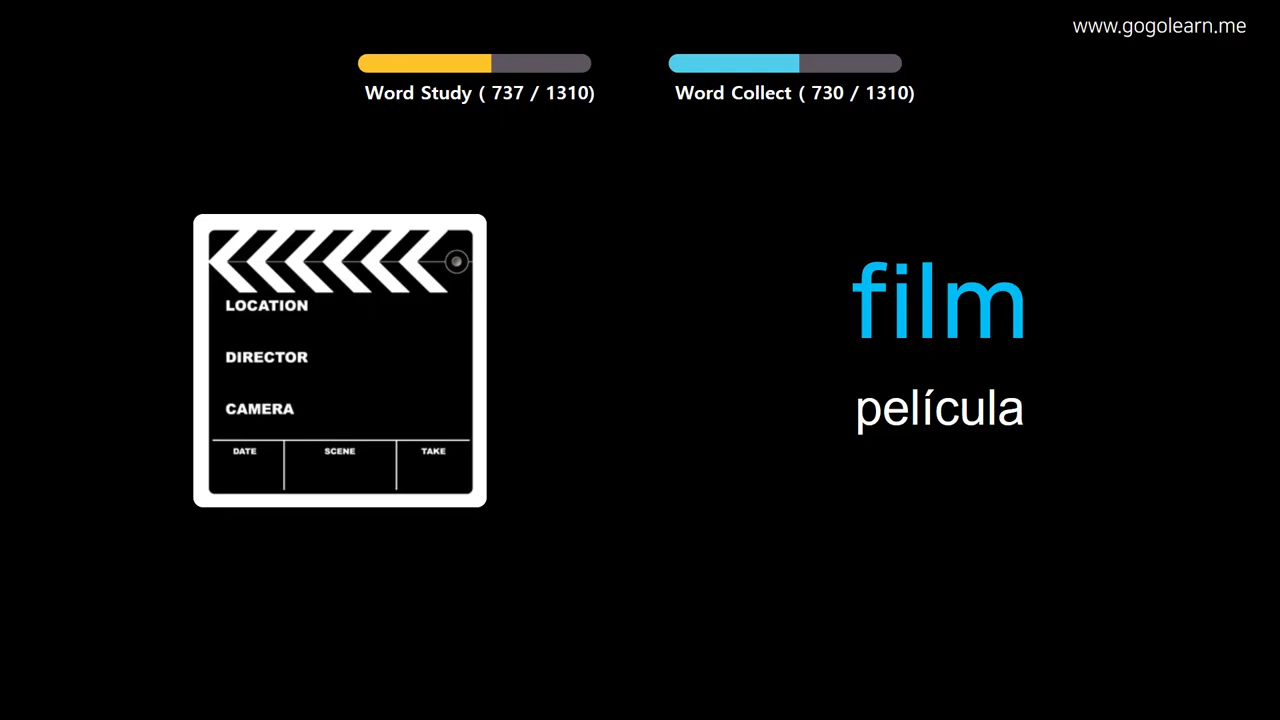 www.gogolearn.me
Word Study ( 737 / 1310)
Word Collect ( 730 / 1310)
LOCATION
DIRECTOR
CAMERA
DATE
SCENE
TAKE
film
película